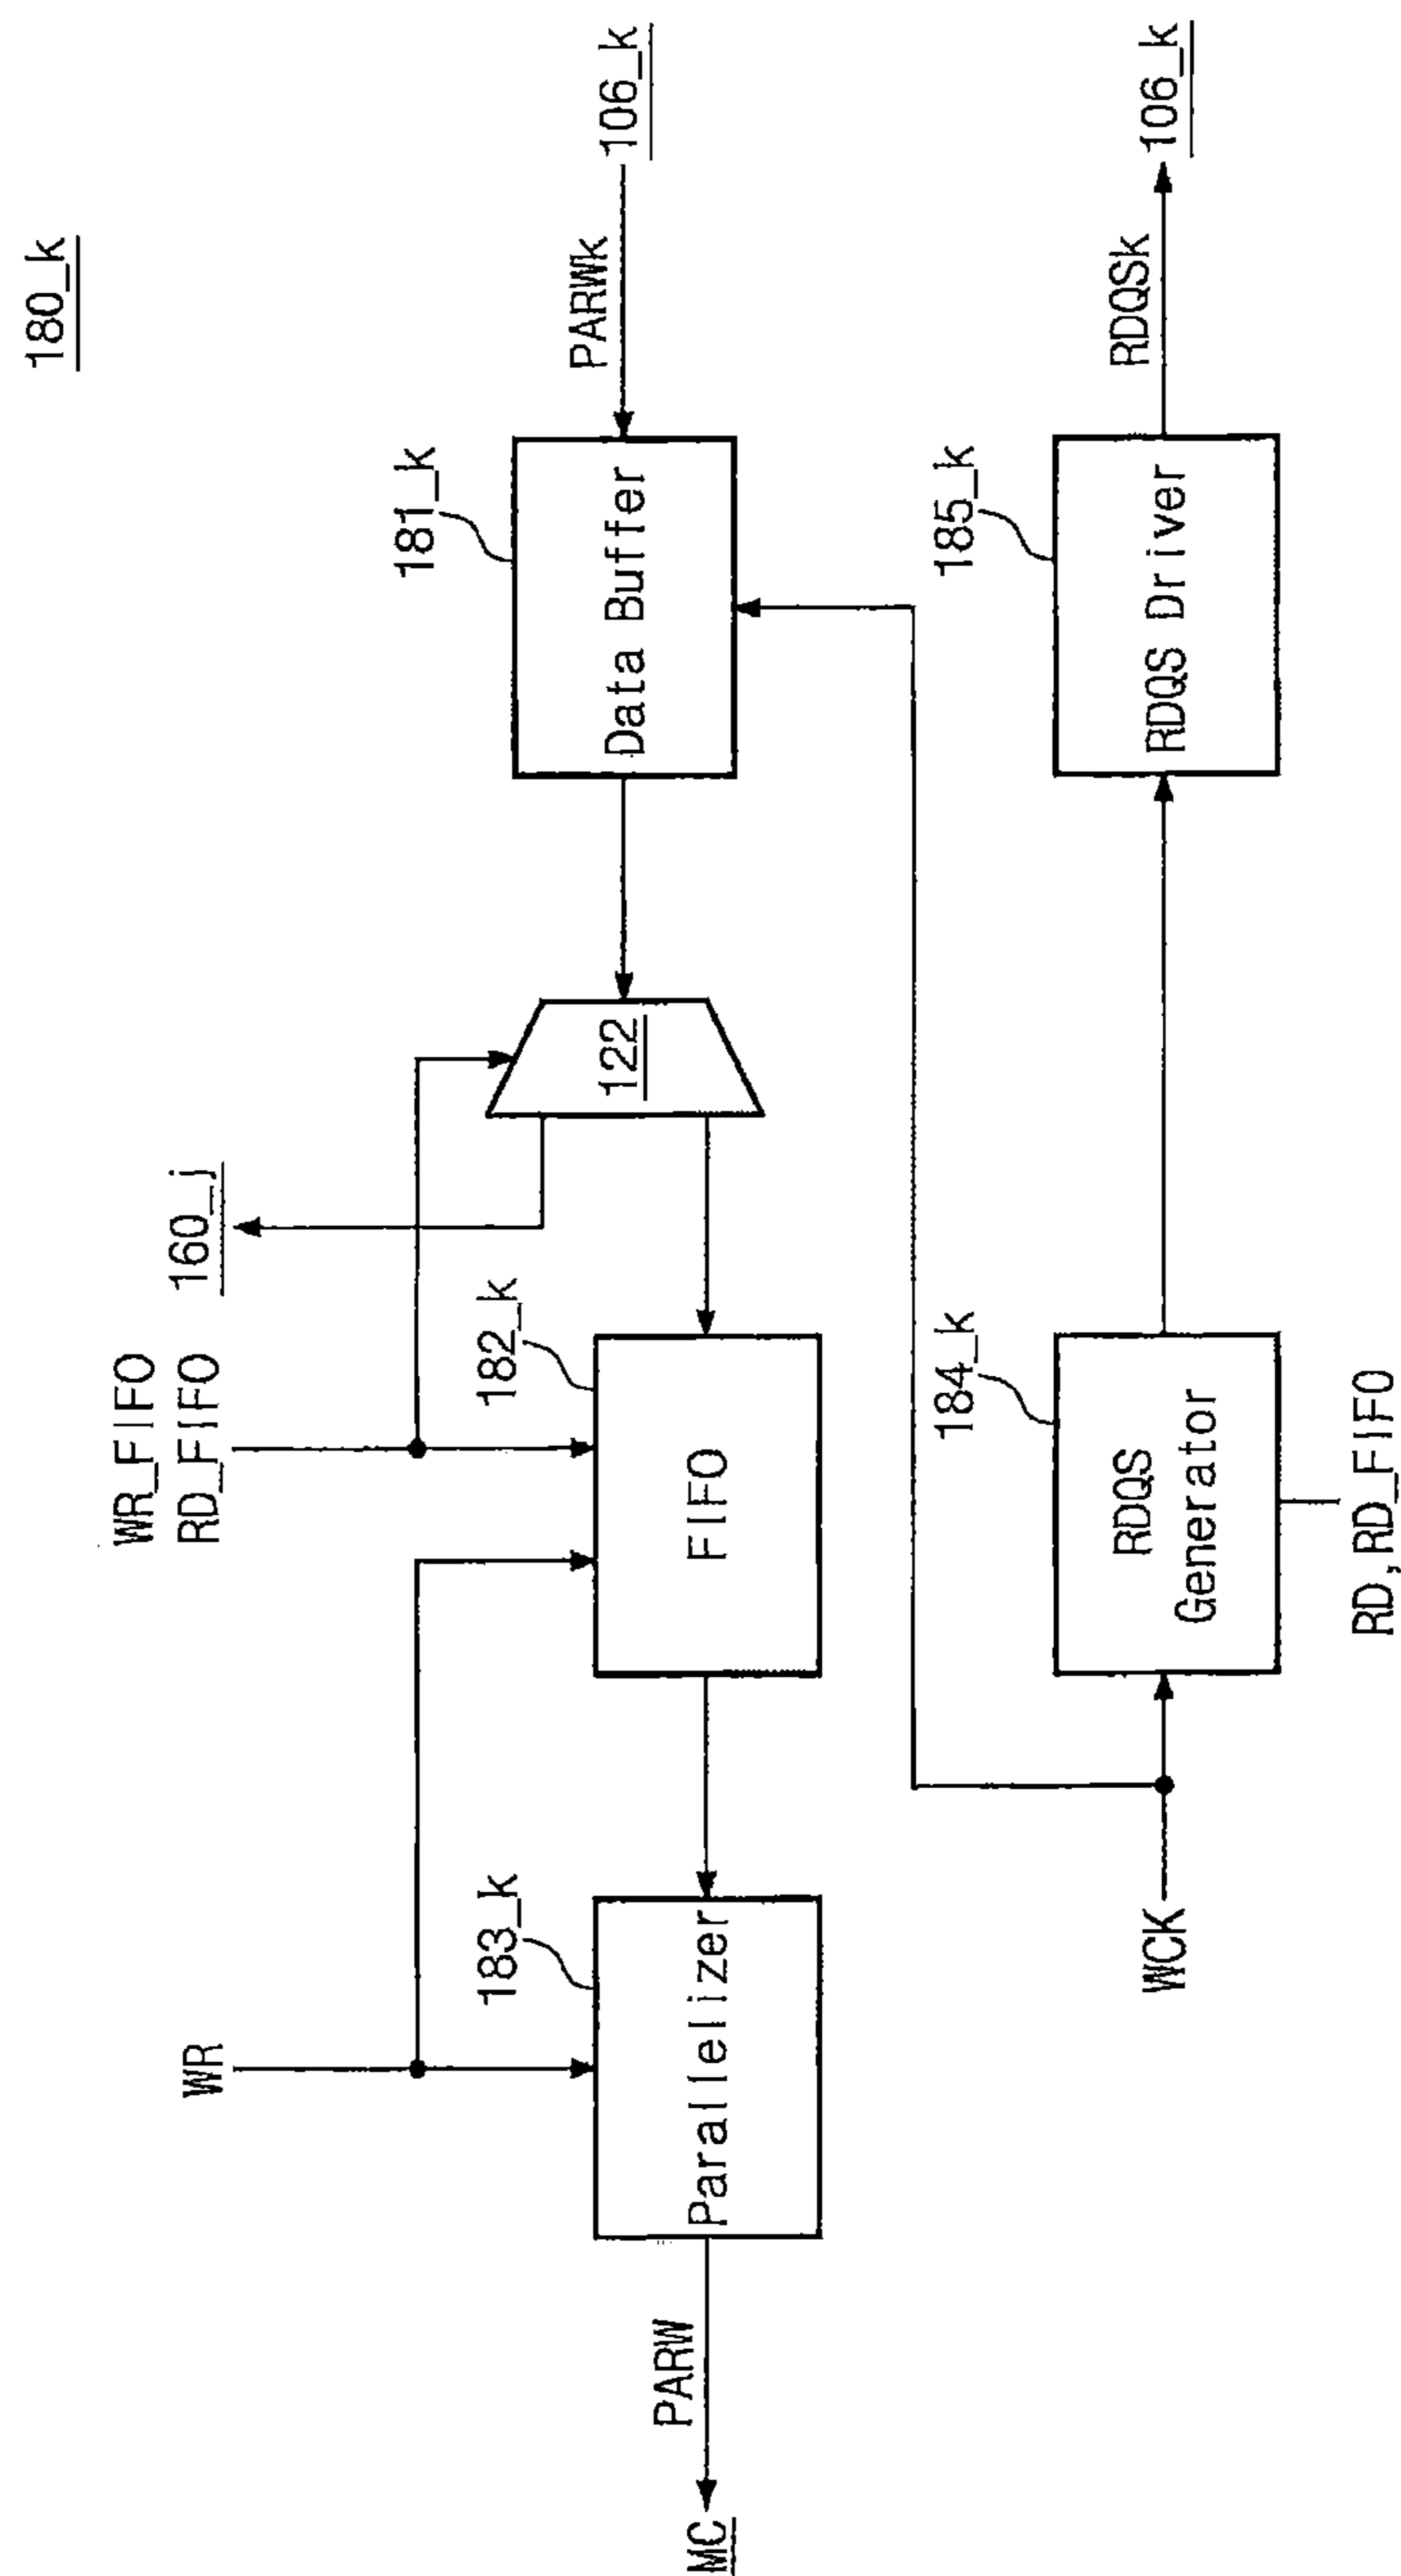 180_k
WR_FIFO
RD_FIFO
WR
160_j
181_k
183_k
182_k
122
Data Buffer
PARWk
106_k
MC
PARW
Parallelizer
FIFO
184_k
185_k
WCK
RDQS
Generator
RDQS Driver
RDQSk
106_k
RD,RD_FIFO